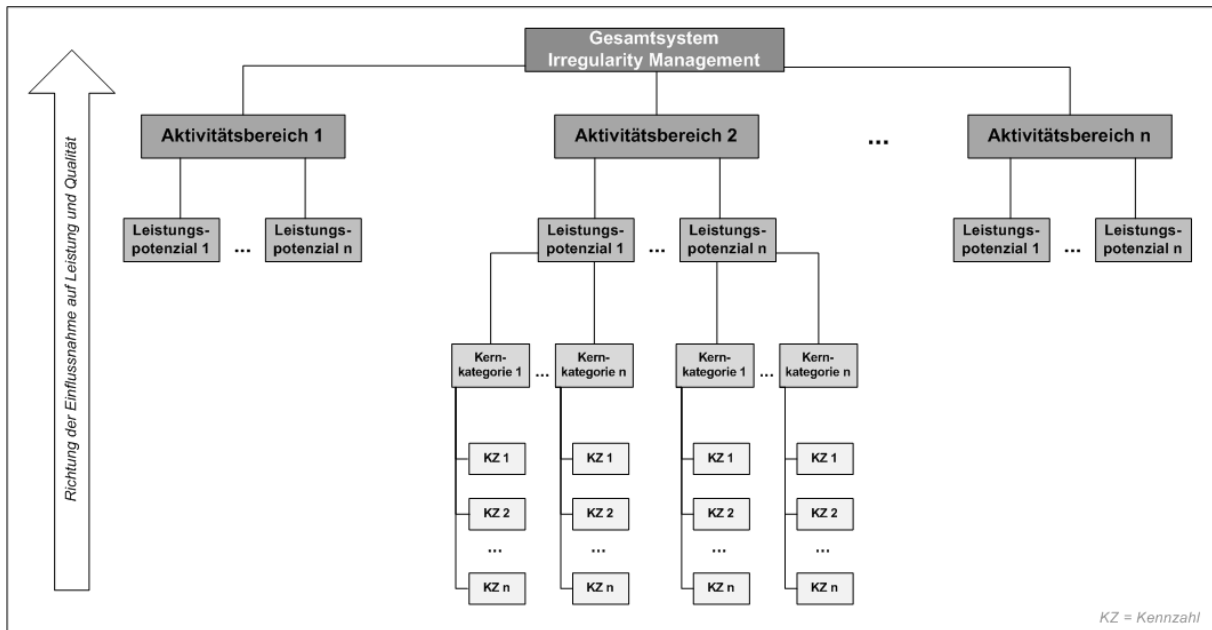 Gesamtsystem
Irregularity Management
Richtung der Einflussnahme auf Leistung und Qualität
Aktivitätsbereich 1
Aktivitätsbereich 2
...
Aktivitätsbereich n
Leistungs-
potenzial 1
...
Leistungs-
potenzial n
Leistungs-
potenzial 1
...
Leistungs-
potenzial n
Leistungs-
potenzial 1
...
Leistungs-
potenzial n
Kern-
kategorie 1
...
Kern-
kategorie n
Kern-
kategorie 1
...
Kern-
kategorie n
KZ 1
KZ 1
KZ 1
KZ 1
KZ 2
KZ 2
KZ 2
KZ 2
...
...
...
...
KZ n
KZ n
KZ n
KZ n
KZ = Kennzahl